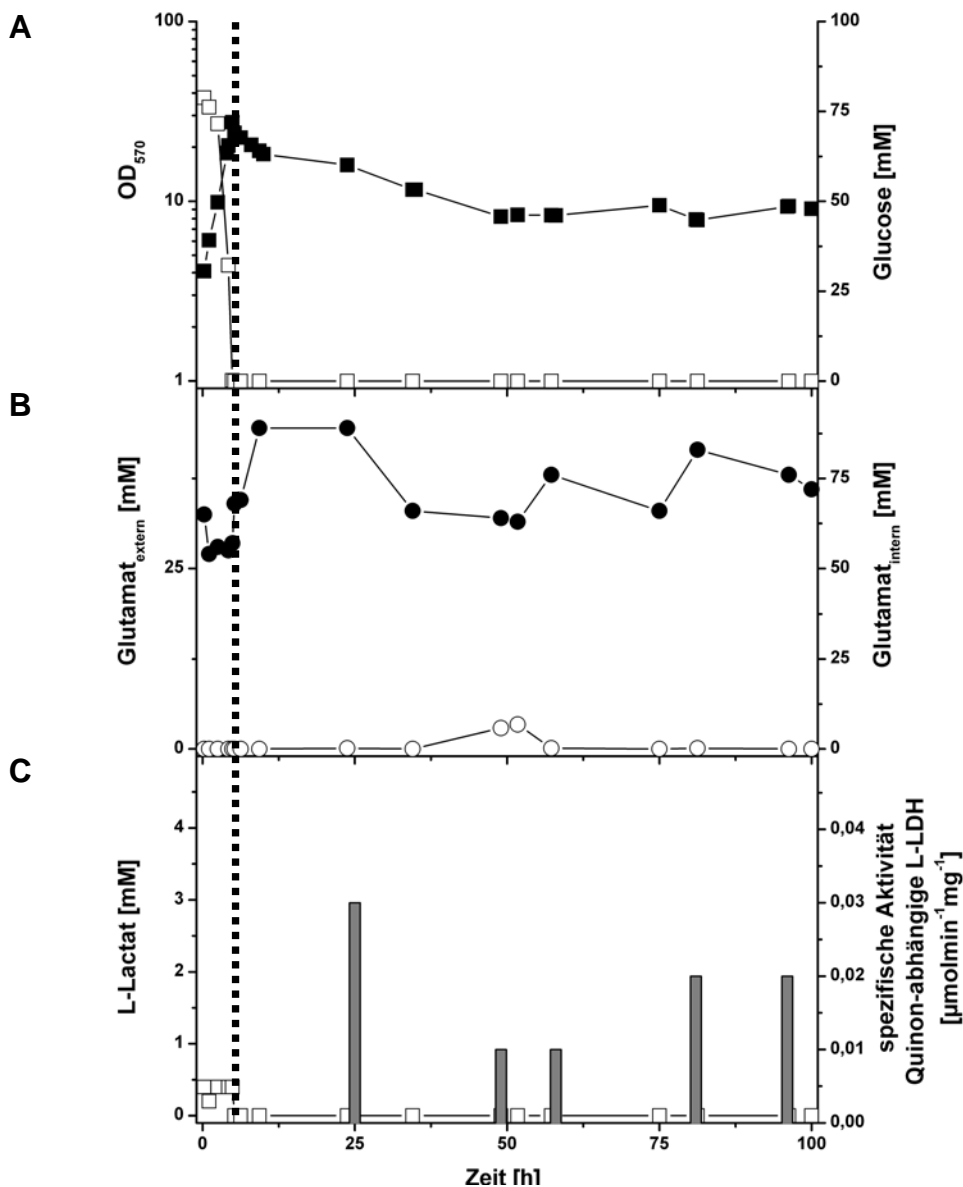 A
100
10
1
OD570
100
75
50
25
0
Glucose [mM]
B
25
0
Glutamatextern [mM]
75
50
25
0
Glutamatintern [mM]
C
4
3
2
1
0
L-Lactat [mM]
0,04
0,03
0,02
0,01
0,00
spezifische Aktivität
Quinon-abhängige L-LDH
[µmolmin-1mg-1]
0 25 50 75 100
Zeit [h]